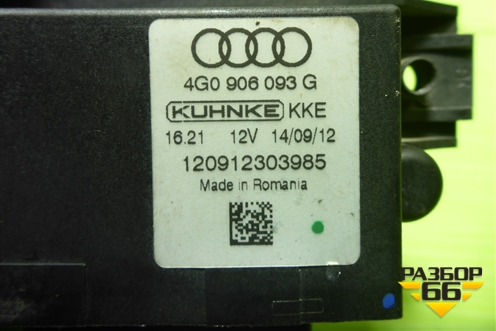 4G0 906 093 G
KUHNKE KKE
16.21 12V 14/09/12
120912303985
Made in Romania
РАЗБОР
66